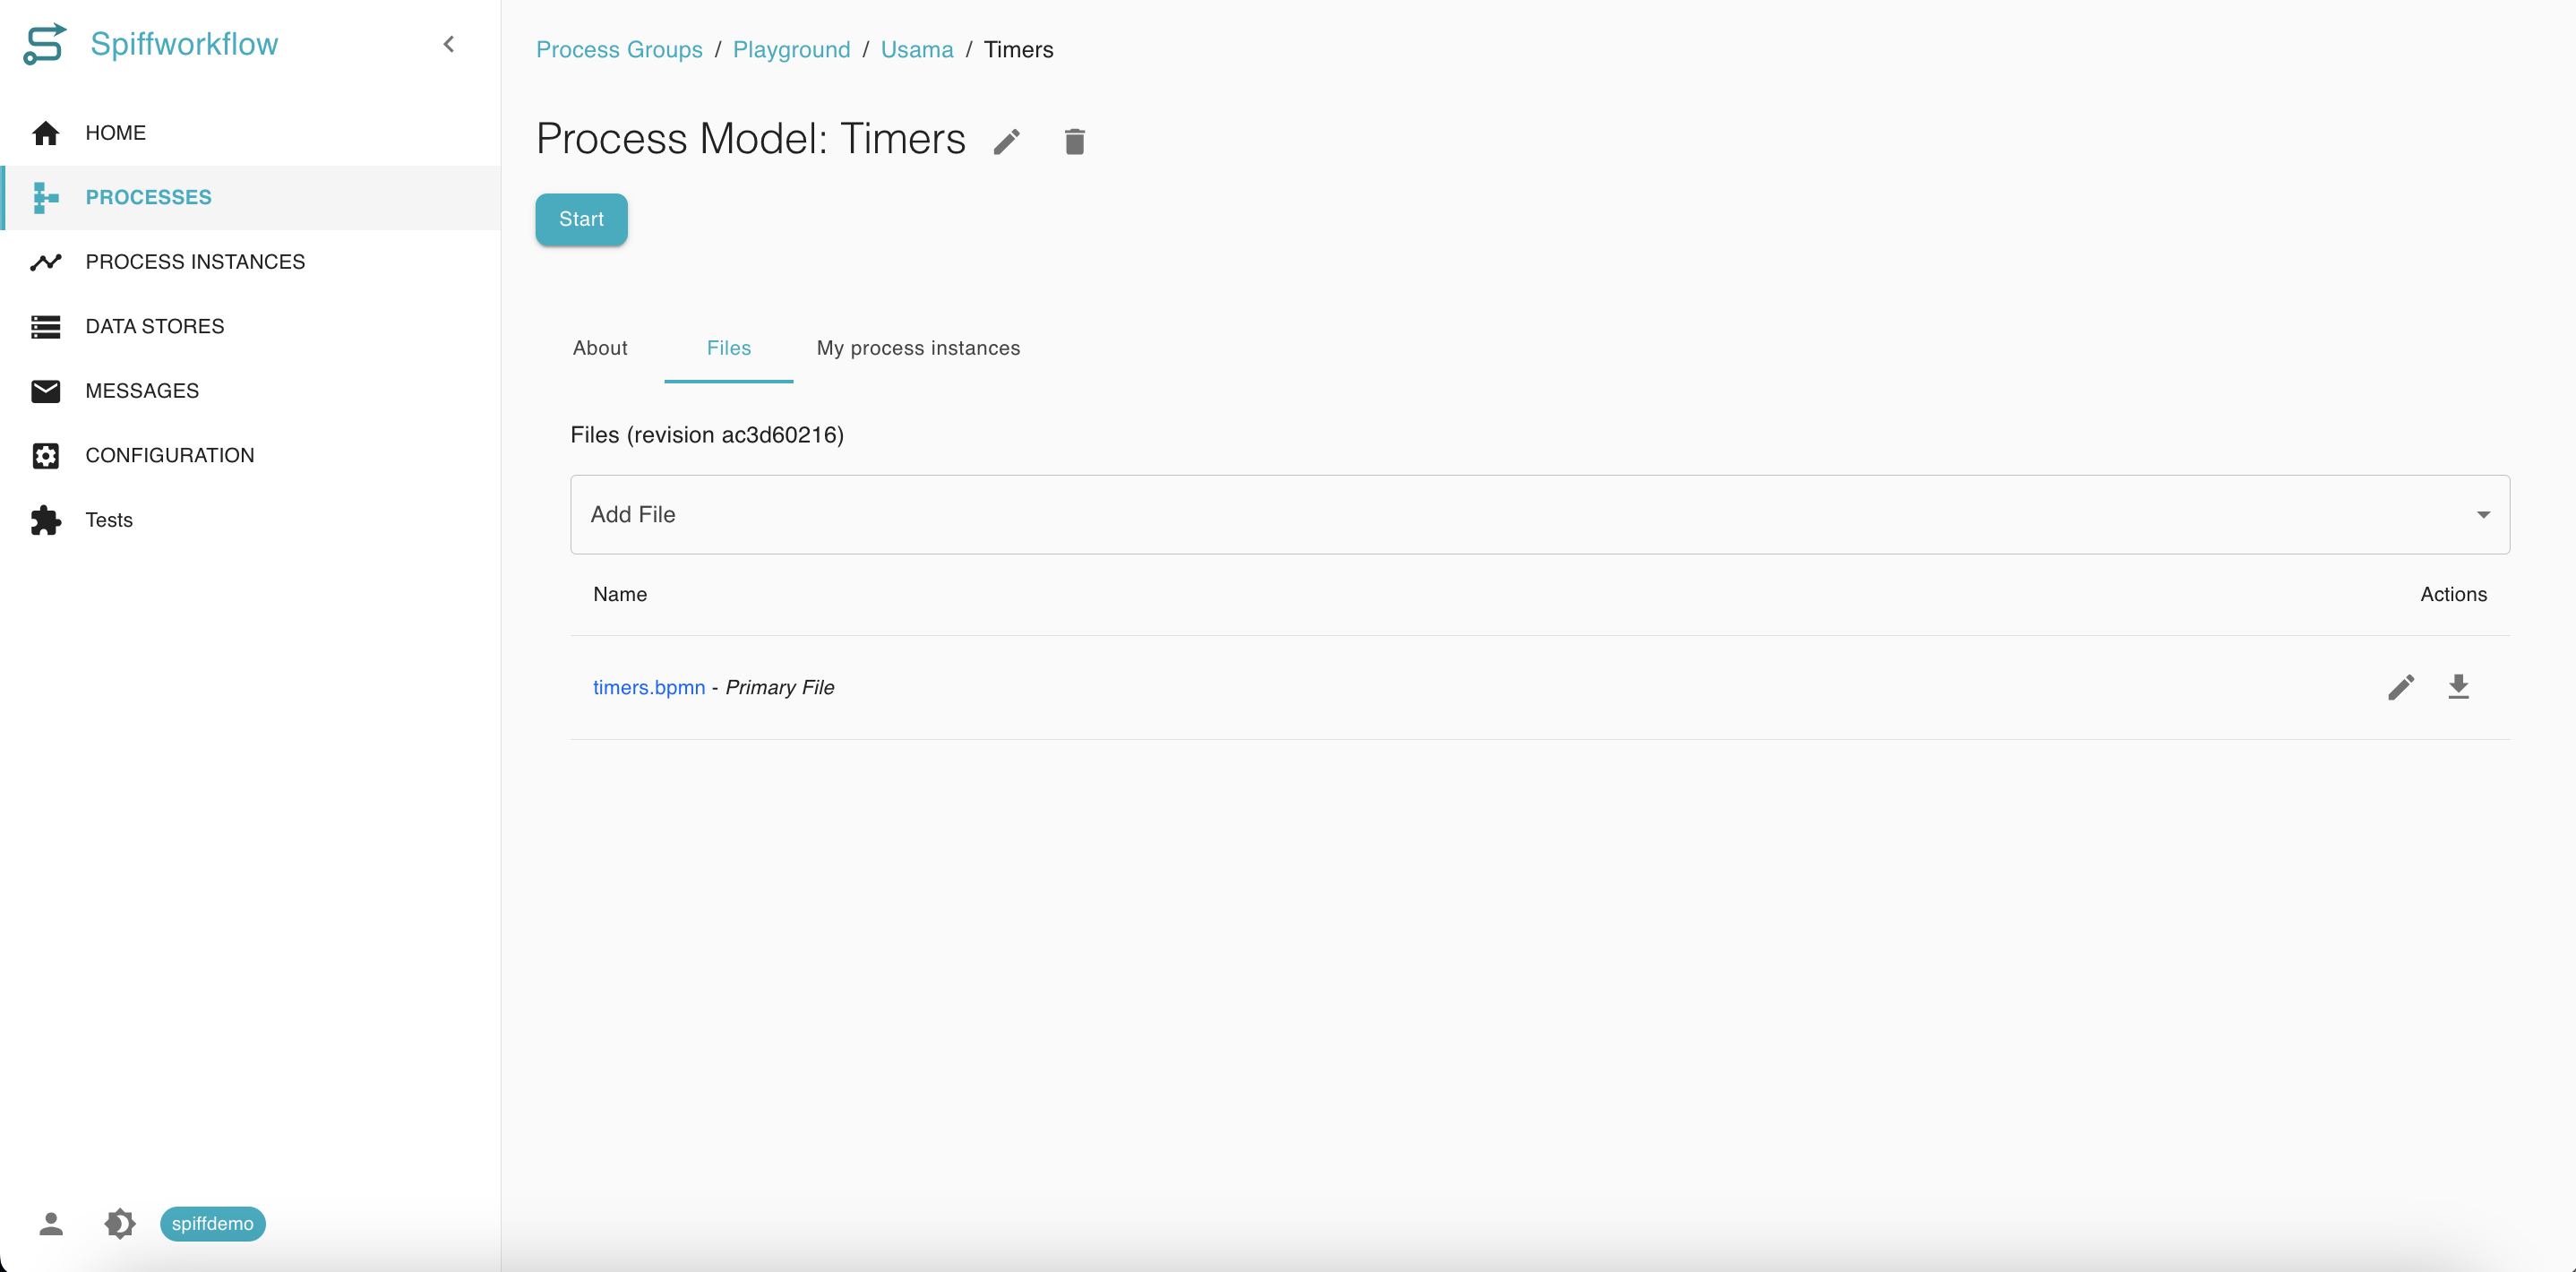 Spiffworkflow
HOME
PROCESSES
PROCESS INSTANCES
DATA STORES
MESSAGES
CONFIGURATION
Tests
spiffdemo
Process Groups / Playground / Usama / Timers
Process Model: Timers
Start
About Files My process instances
Files (revision ac3d60216)
Add File
Name Actions
timers.bpmn - Primary File